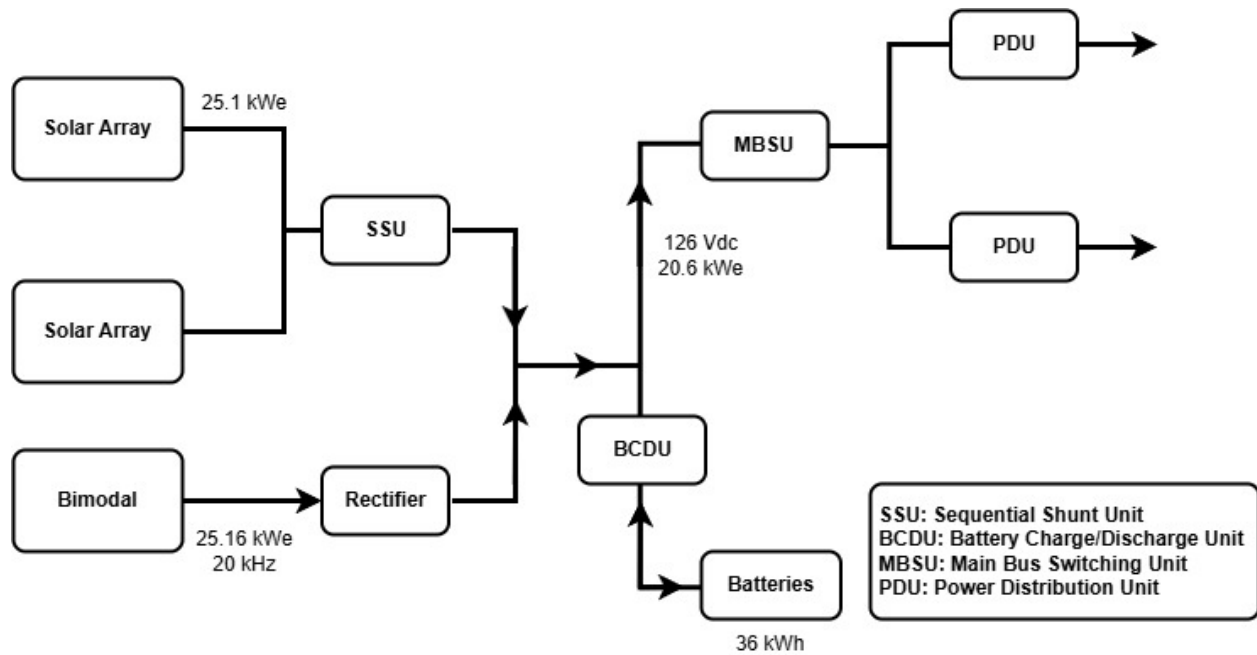 Solar Array
25.1 kWe
Solar Array
SSU
Bimodal
25.16 kWe
20 kHz
Rectifier
126 Vdc
20.6 kWe
BCDU
Batteries
36 kWh
MBSU
PDU
PDU
SSU: Sequential Shunt Unit
BCDU: Battery Charge/Discharge Unit
MBSU: Main Bus Switching Unit
PDU: Power Distribution Unit